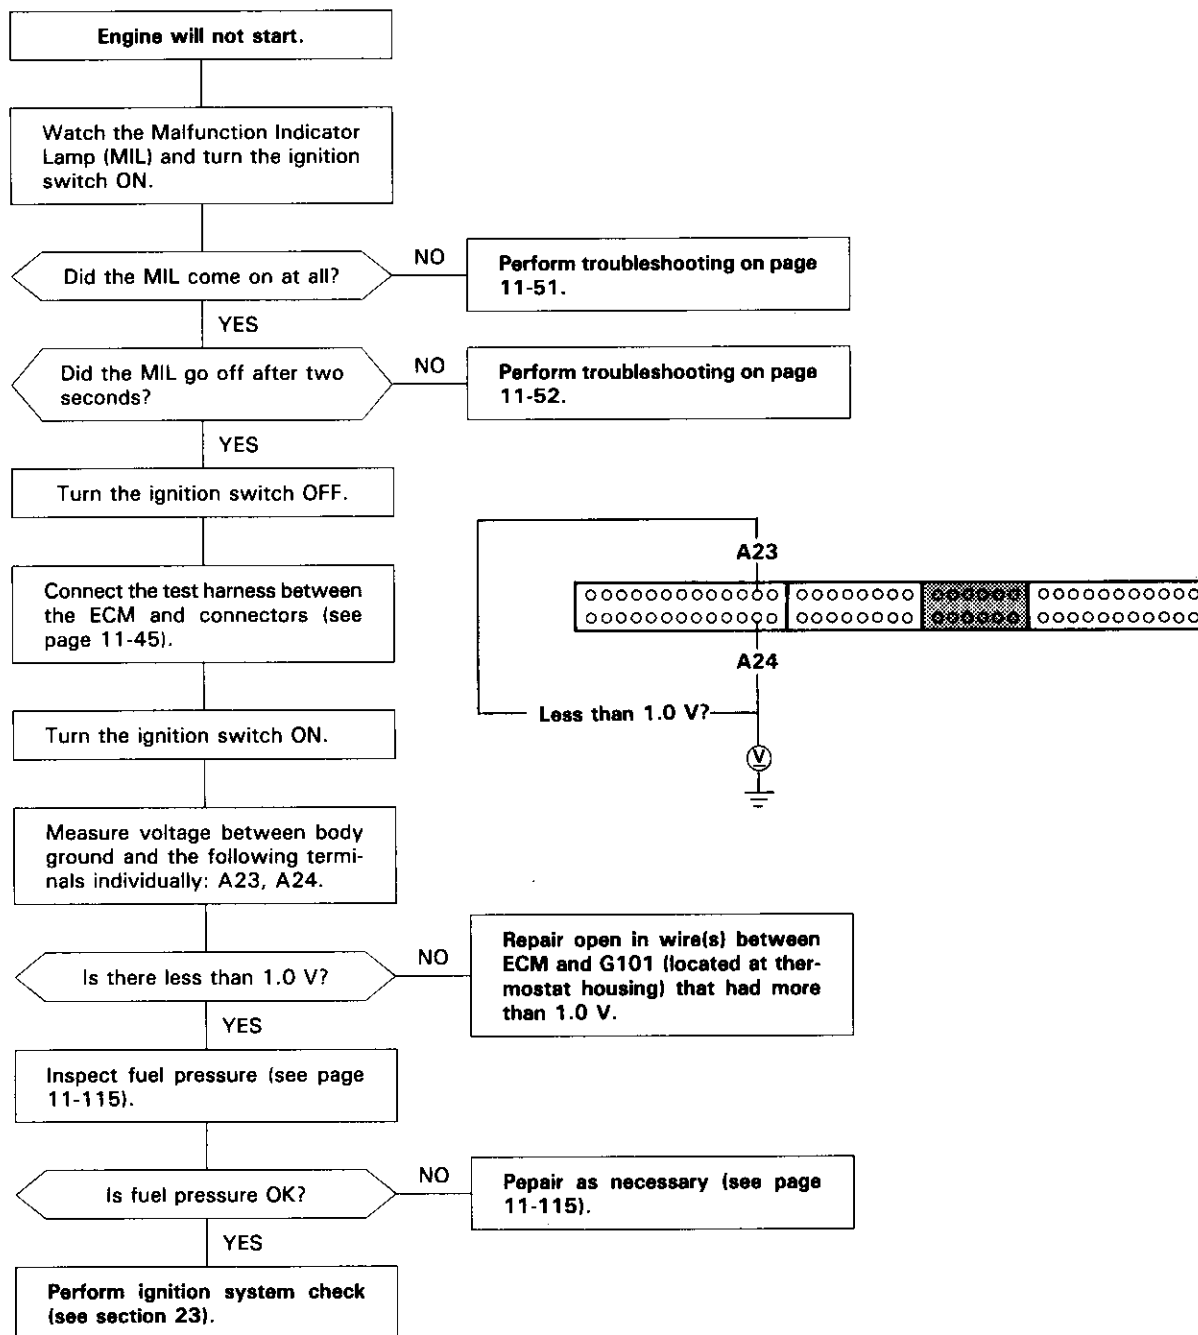 Engine will not start.
Watch the Malfunction Indicator
Lamp (MIL) and turn the ignition
switch ON.
Did the MIL come on at all?
NO
Perform troubleshooting on page
11-51.
YES
Did the MIL go off after two
seconds?
NO
Perform troubleshooting on page
11-52.
YES
Turn the ignition switch OFF.
Connect the test harness between
the ECM and connectors (see
page 11-45).
A23
A24
Less than 1.0 V?
V
Turn the ignition switch ON.
Measure voltage between body
ground and the following termi-
nals individually: A23, A24.
Is there less than 1.0 V?
NO
Repair open in wire(s) between
ECM and G101 (located at ther-
mostat housing) that had more
than 1.0 V.
YES
Inspect fuel pressure (see page
11-115).
Is fuel pressure OK?
NO
Pepair as necessary (see page
11-115).
YES
Perform ignition system check
(see section 23).